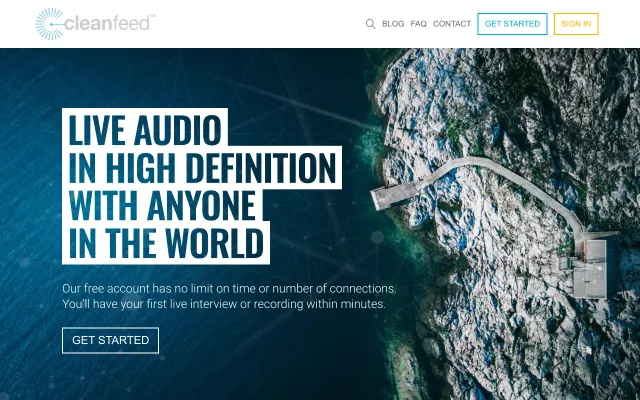 cleanfeed™
BLOG FAQ CONTACT GET STARTED SIGN IN
LIVE AUDIO
IN HIGH DEFINITION
WITH ANYONE
IN THE WORLD
Our free account has no limit on time or number of connections.
You'll have your first live interview or recording within minutes.
GET STARTED